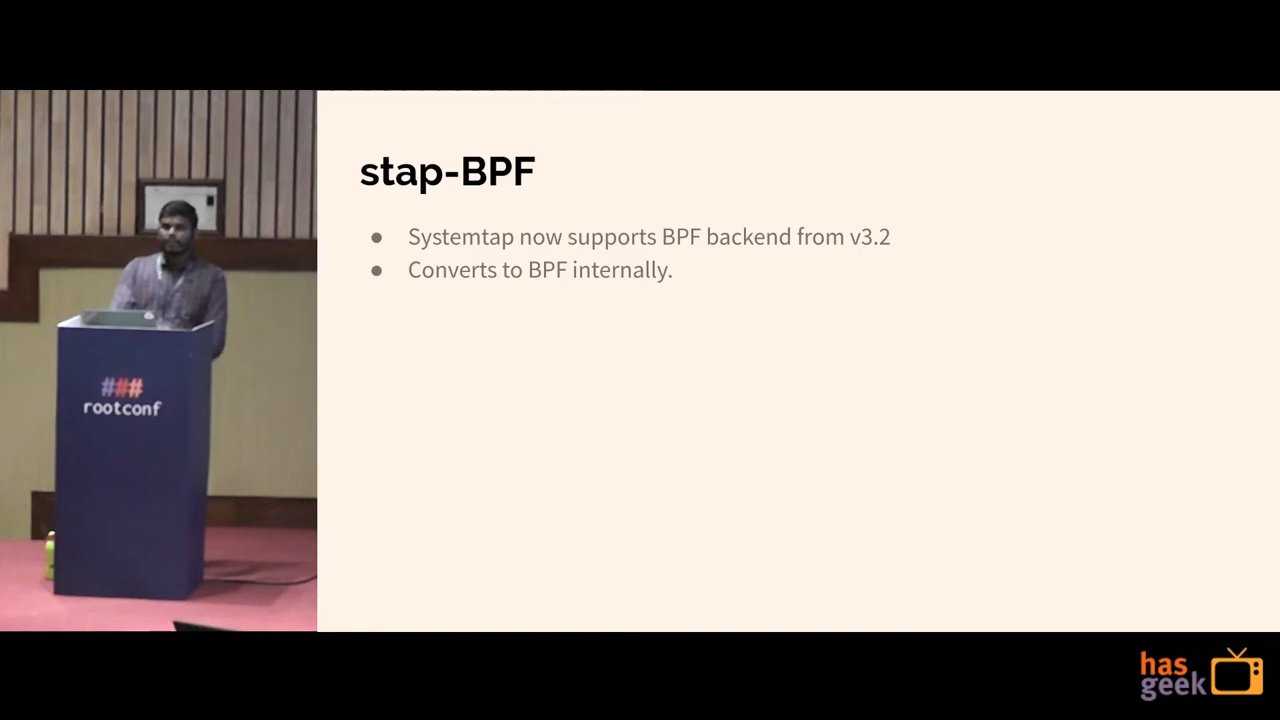 stap-BPF
● Systemtap now supports BPF backend from v3.2
● Converts to BPF internally.
###
rootconf
has
geek